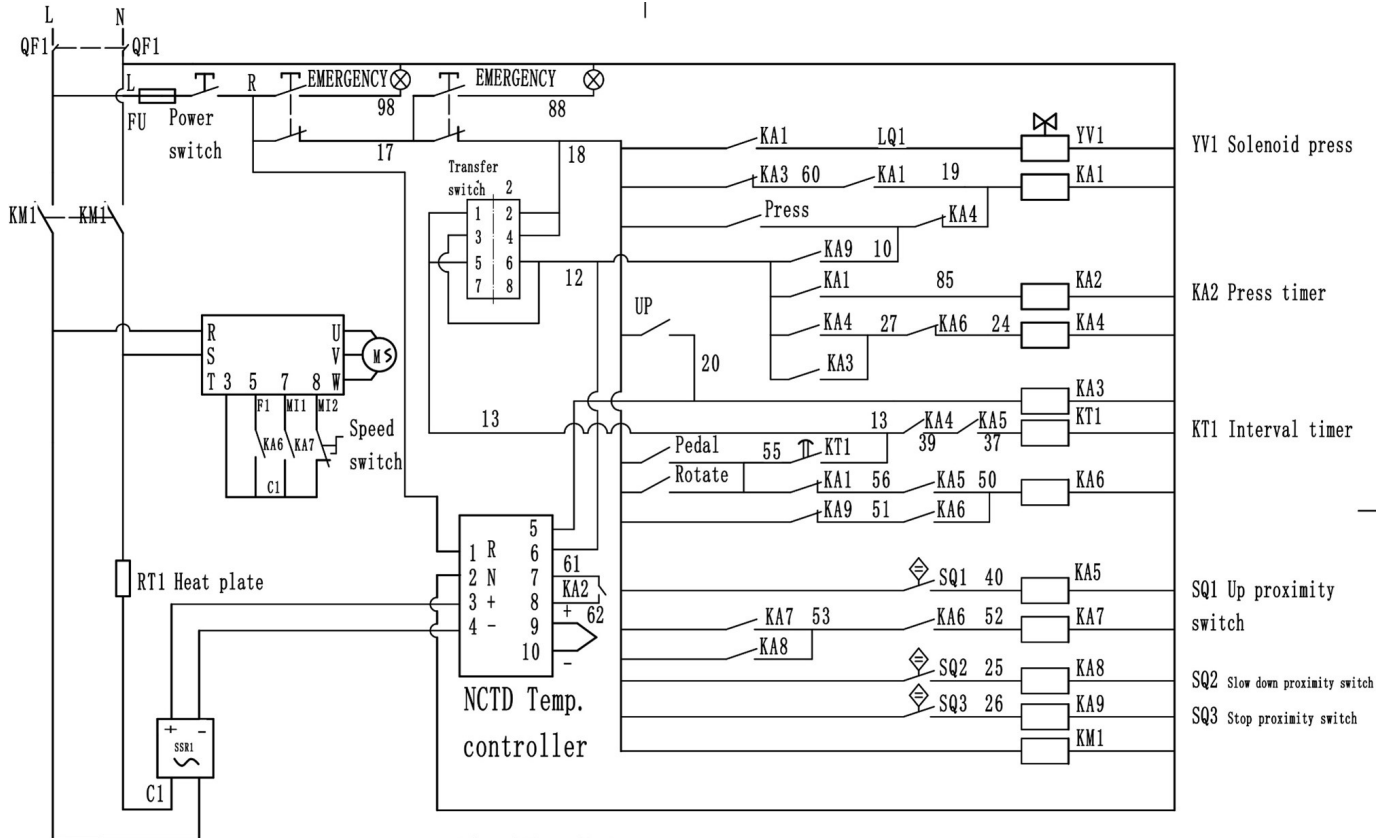 L N
QF1 QF1
L R EMERGENCY EMERGENCY
FU Power
switch
98 88
17 18
KA1 LQ1 YV1 YV1 Solenoid press
Transfer
switch 2
KA3 60 KA1 19 KA1
1 2
3 4
5 6
7 8
KM1 KM1
Press KA4
KA9 10
12
KA1 85 KA2 KA2 Press timer
UP
KA4 27 KA6 24 KA4
KA3
20
R U
S V
T 3 5 7 8 W
MS
F1 MI1 MI2
KA6 KA7 Speed
switch
C1
KA3
13 13 KA4 KA5 KT1 KT1 Interval timer
39 37
Pedal 55 KT1
Rotate KA1 56 KA5 50 KA6
KA9 51 KA6
1 R 5
2 N 6
3 + 7
4 - 8
9
10
61
KA2
+ 62
-
NCTD Temp.
controller
RT1 Heat plate
SQ1 40 KA5 SQ1 Up proximity
switch
KA7 53 KA6 52 KA7
KA8
SQ2 25 KA8 SQ2 Slow down proximity switch
SQ3 26 KA9 SQ3 Stop proximity switch
KM1
+ -
SSR1
C1